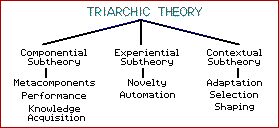 TRIARCHIC THEORY
Componential Experiential Contextual
Subtheory Subtheory Subtheory
Metacomponents Novelty Adaptation
Performance Automation Selection
Knowledge Shaping
Acquisition